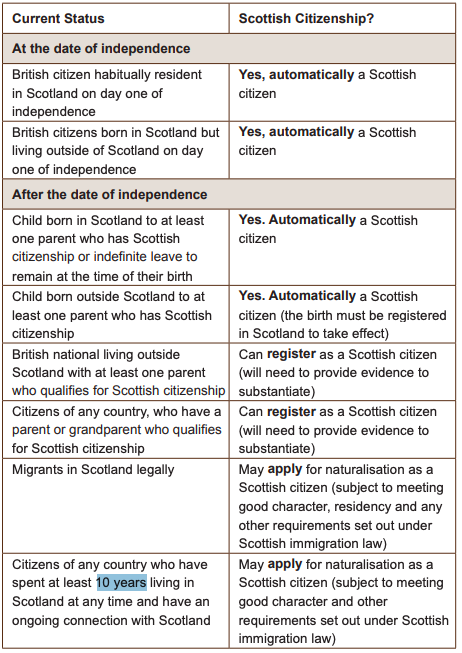 Current Status
Scottish Citizenship?
At the date of independence
British citizen habitually resident
in Scotland on day one of
independence
Yes, automatically a Scottish
citizen
British citizens born in Scotland but
living outside of Scotland on day
one of independence
Yes, automatically a Scottish
citizen
After the date of independence
Child born in Scotland to at least
one parent who has Scottish
citizenship or indefinite leave to
remain at the time of their birth
Yes. Automatically a Scottish
citizen
Child born outside Scotland to at
least one parent who has Scottish
citizenship
Yes. Automatically a Scottish
citizen (the birth must be registered
in Scotland to take effect)
British national living outside
Scotland with at least one parent
who qualifies for Scottish citizenship
Can register as a Scottish citizen
(will need to provide evidence to
substantiate)
Citizens of any country, who have a
parent or grandparent who qualifies
for Scottish citizenship
Can register as a Scottish citizen
(will need to provide evidence to
substantiate)
Migrants in Scotland legally
May apply for naturalisation as a
Scottish citizen (subject to meeting
good character, residency and any
other requirements set out under
Scottish immigration law)
Citizens of any country who have
spent at least 10 years living in
Scotland at any time and have an
ongoing connection with Scotland
May apply for naturalisation as a
Scottish citizen (subject to meeting
good character and other
requirements set out under Scottish
immigration law)